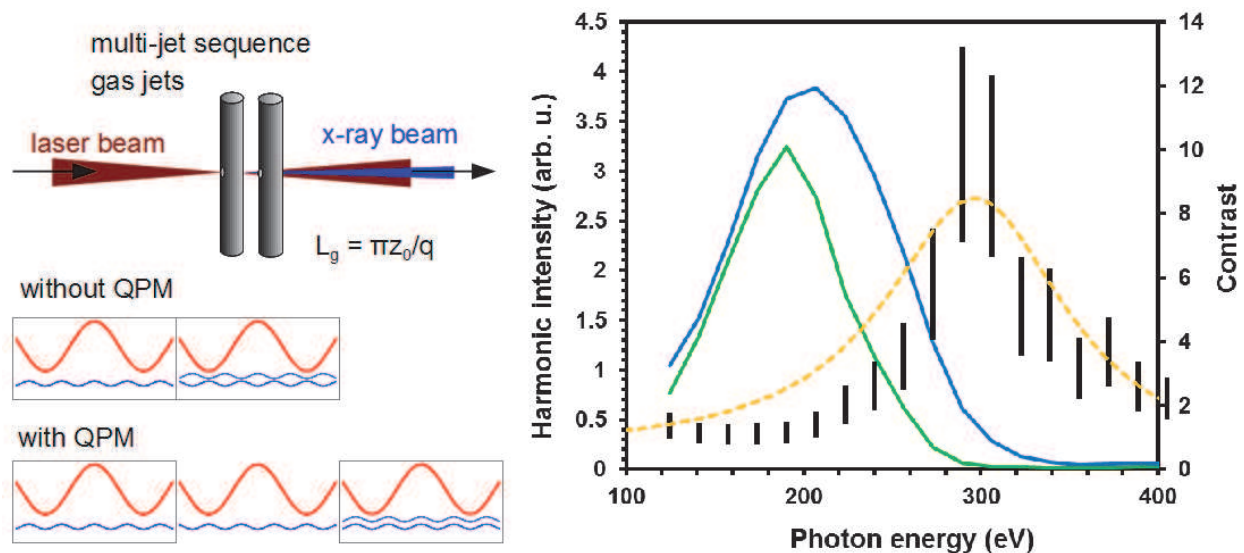 multi-jet sequence
gas jets
laser beam
x-ray beam
L_g = πz_0/q
without QPM
with QPM
Harmonic intensity (arb. u.)
4.5
4
3.5
3
2.5
2
1.5
1
0.5
0
100
200
300
400
Photon energy (eV)
14
12
10
8
6
4
2
0
Contrast